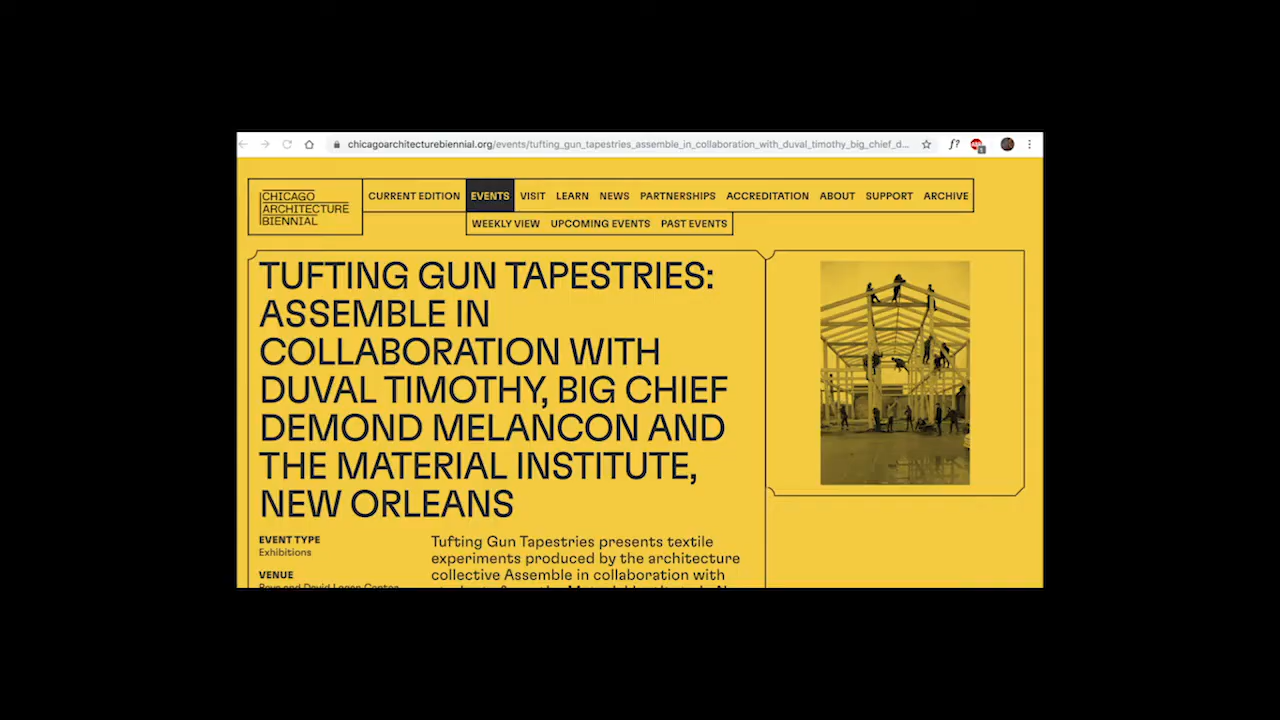 chicagoarchitecturebiennial.org/events/tufting_gun_tapestries_assemble_in_collaboration_with_duval_timothy_big_chief_d...
CHICAGO
ARCHITECTURE
BIENNIAL
CURRENT EDITION EVENTS VISIT LEARN NEWS PARTNERSHIPS ACCREDITATION ABOUT SUPPORT ARCHIVE
WEEKLY VIEW UPCOMING EVENTS PAST EVENTS
TUFTING GUN TAPESTRIES:
ASSEMBLE IN
COLLABORATION WITH
DUVAL TIMOTHY, BIG CHIEF
DEMOND MELANCON AND
THE MATERIAL INSTITUTE,
NEW ORLEANS
EVENT TYPE
Exhibitions
VENUE
Tufting Gun Tapestries presents textile
experiments produced by the architecture
collective Assemble in collaboration with